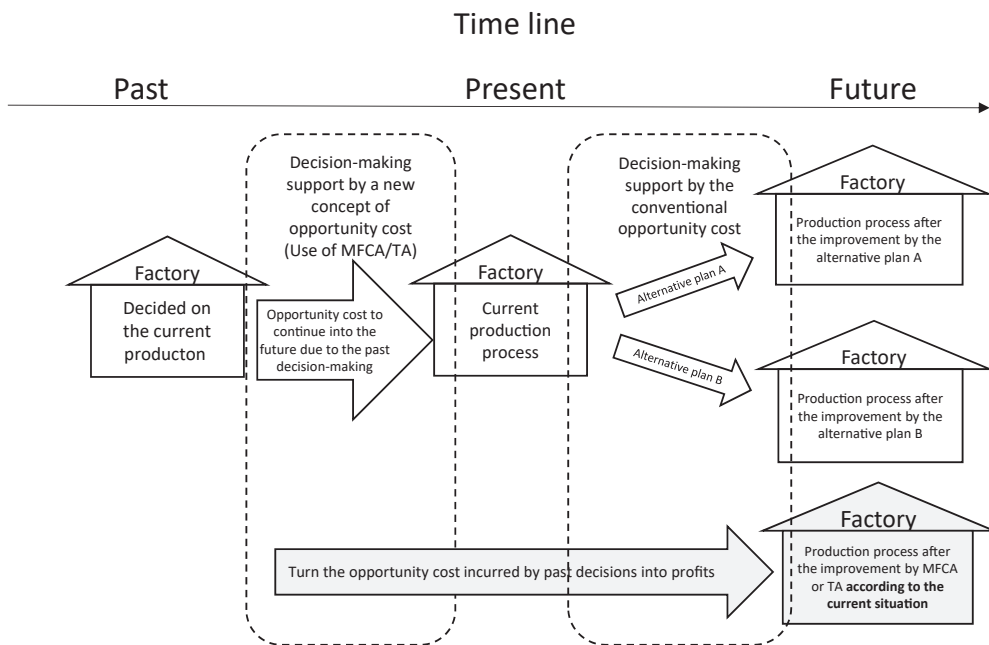 Time line
Past
Present
Future
Decision-making
support by a new
concept of
opportunity cost
(Use of MFCA/TA)
Decision-making
support by the
conventional
opportunity cost
Factory
Decided on
the current
producton
Opportunity cost to
continue into the
future due to the past
decision-making
Factory
Current
production
process
Alternative plan A
Alternative plan B
Factory
Production process after
the improvement by the
alternative plan A
Factory
Production process after
the improvement by the
alternative plan B
Turn the opportunity cost incurred by past decisions into profits
Factory
Production process after
the improvement by MFCA
or TA according to the
current situation